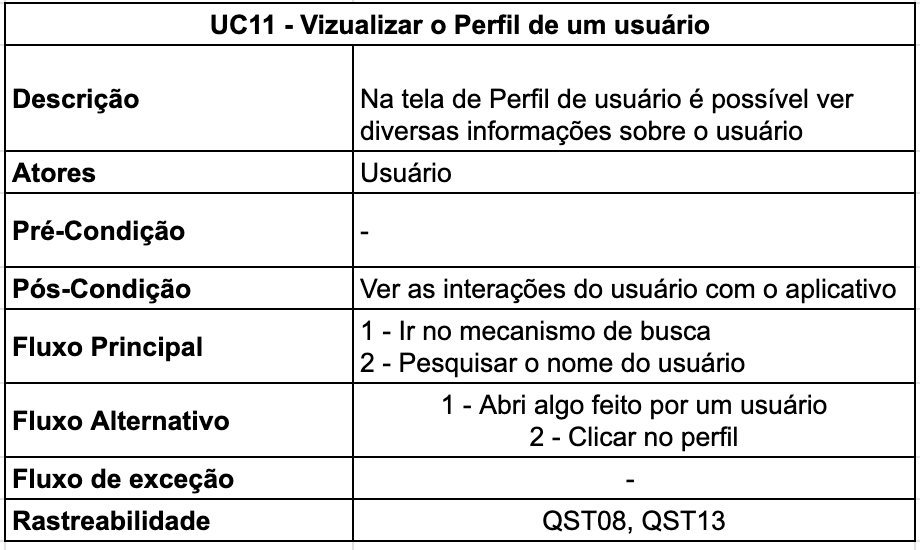 UC11 - Vizualizar o Perfil de um usuário
Descrição
Na tela de Perfil de usuário é possível ver
diversas informações sobre o usuário
Atores
Usuário
Pré-Condição
-
Pós-Condição
Ver as interações do usuário com o aplicativo
Fluxo Principal
1 - Ir no mecanismo de busca
2 - Pesquisar o nome do usuário
Fluxo Alternativo
1 - Abri algo feito por um usuário
2 - Clicar no perfil
Fluxo de exceção
-
Rastreabilidade
QST08, QST13